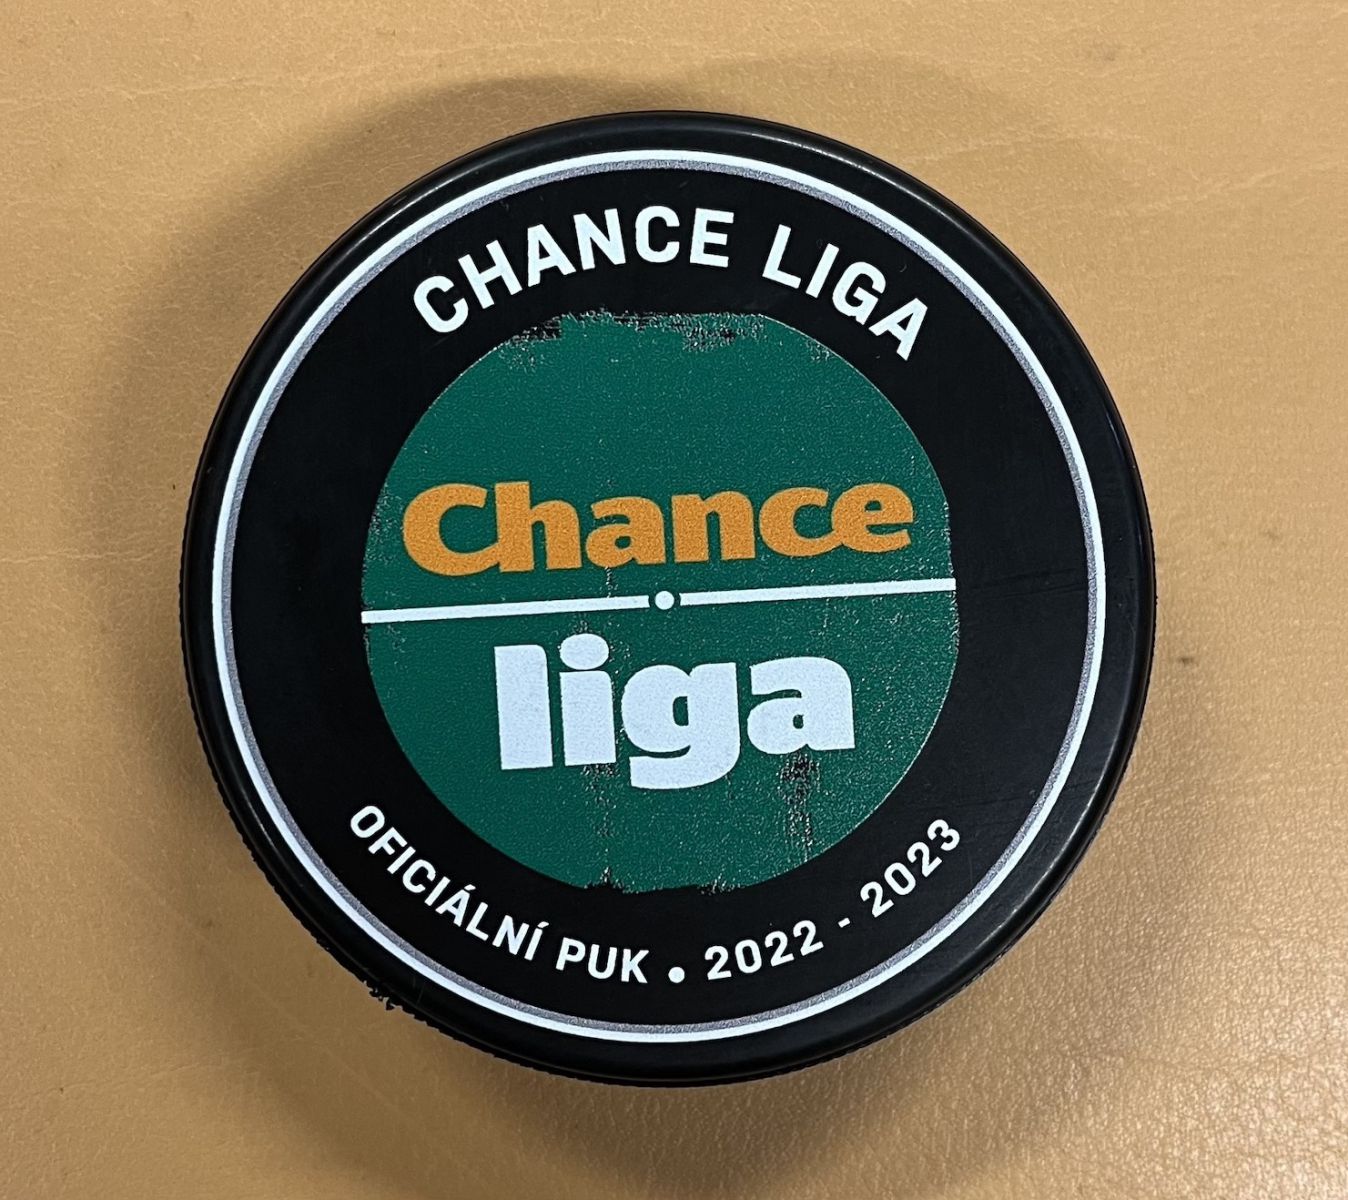 CHANCE LIGA
Chance
liga
OFICIÁLNÍ PUK • 2022 - 2023